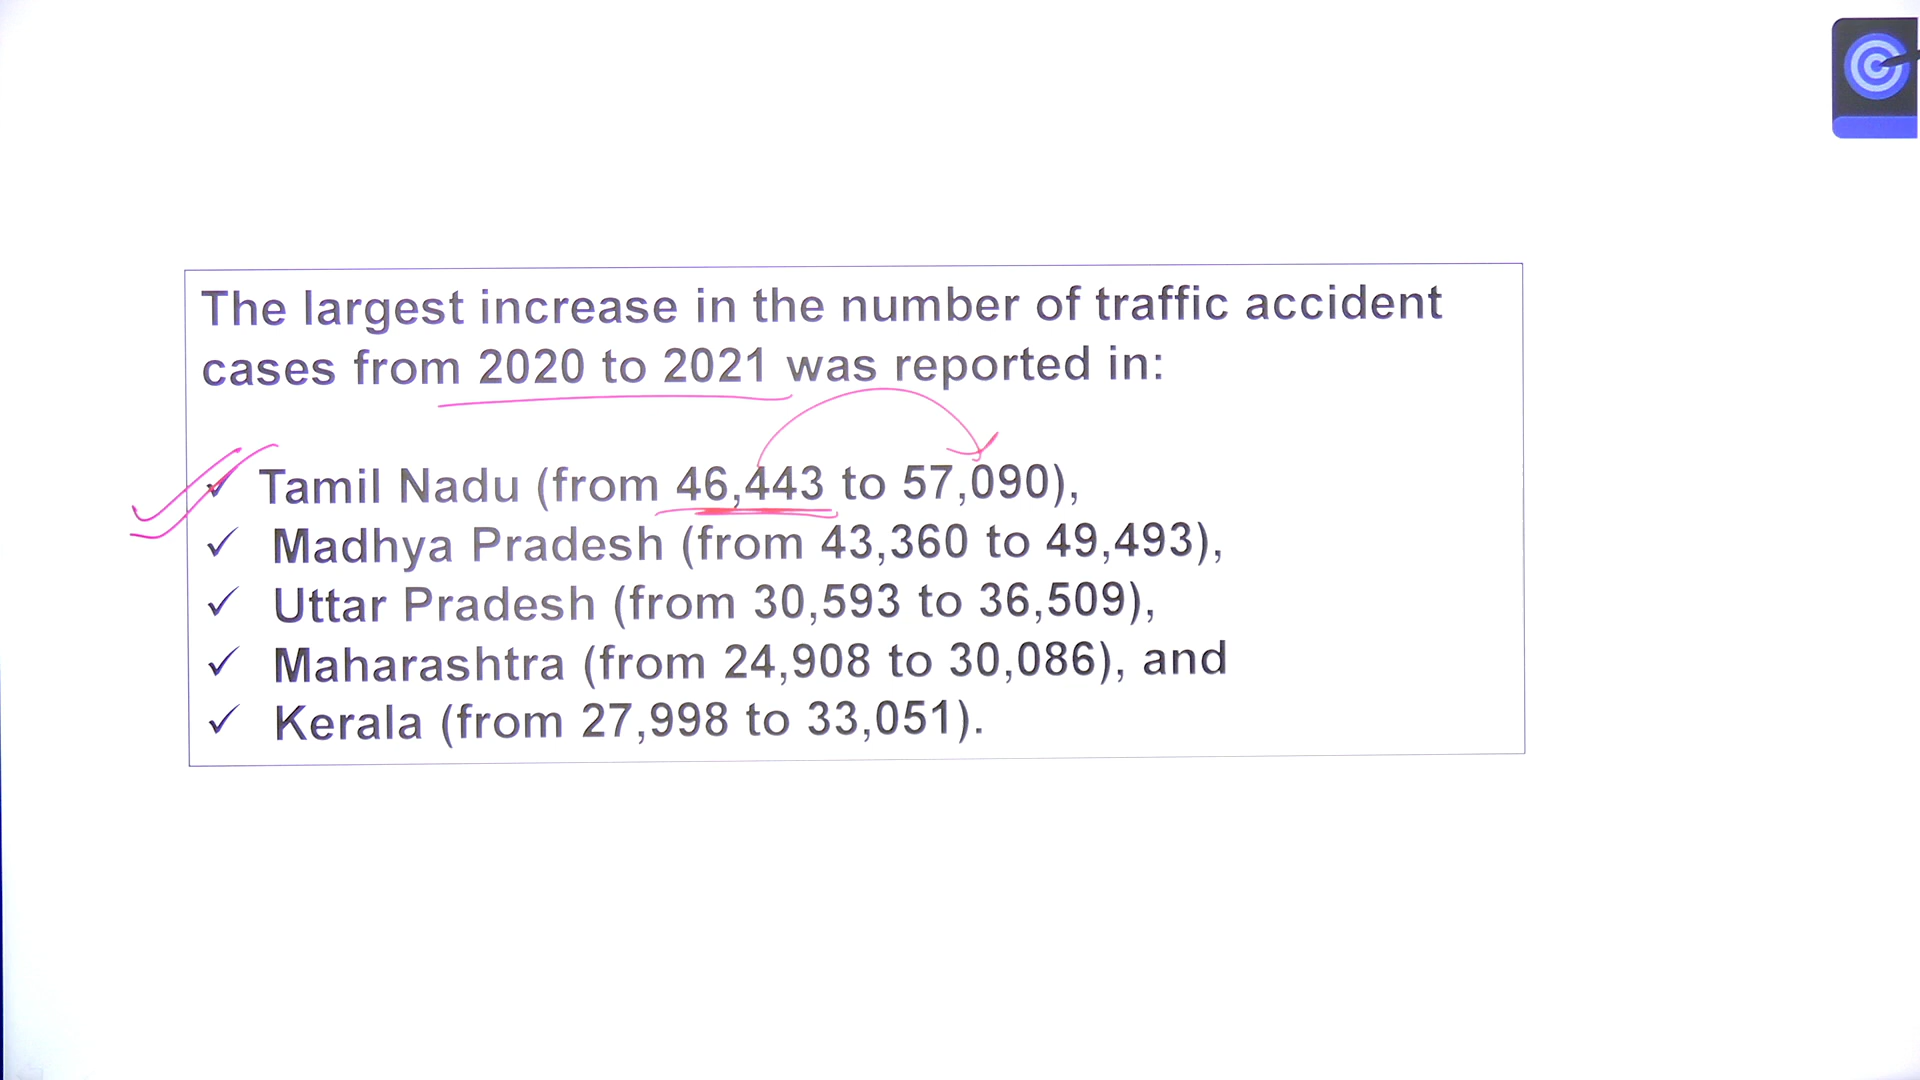 The largest increase in the number of traffic accident
cases from 2020 to 2021 was reported in:
✓ Tamil Nadu (from 46,443 to 57,090),
✓ Madhya Pradesh (from 43,360 to 49,493),
✓ Uttar Pradesh (from 30,593 to 36,509),
✓ Maharashtra (from 24,908 to 30,086), and
✓ Kerala (from 27,998 to 33,051).